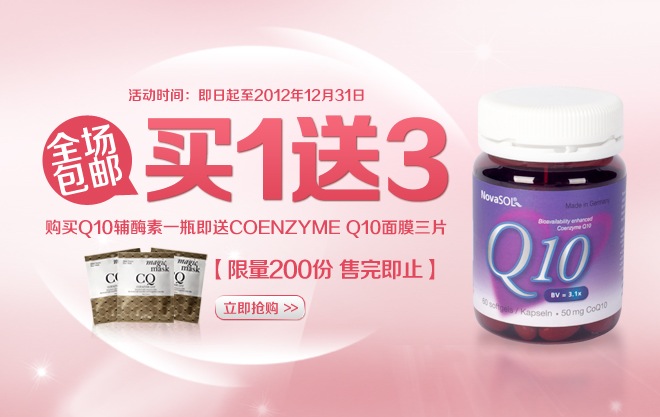 活动时间：即日起至2012年12月31日
全场
包邮
买1送3
购买Q10辅酶素一瓶即送COENZYME Q10面膜三片
【限量200份 售完即止】
立即抢购 >>
magic mask
CQ
magic mask
Q
NovaSOL
Made in Germany
Bioavailability enhanced
Coenzyme Q10
Q10
BV = 3.1x
60 softgels / Kapseln • 50 mg CoQ10